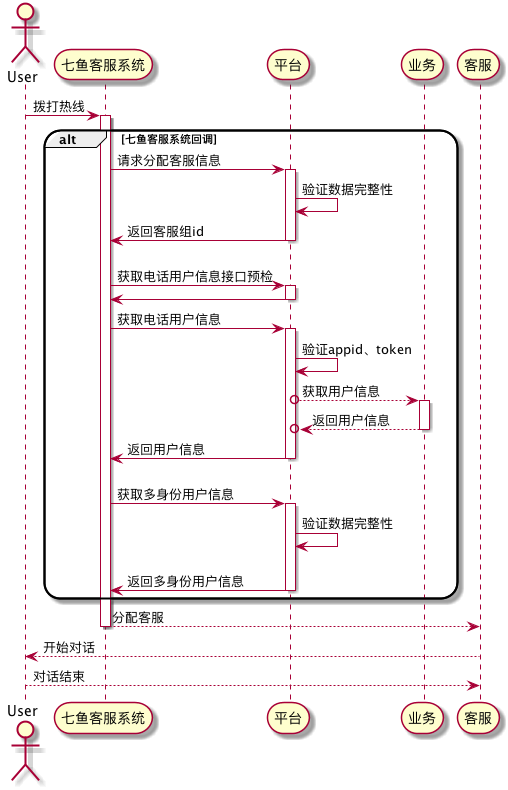 User
七鱼客服系统
平台
业务
客服
拨打热线
alt
[七鱼客服系统回调]
请求分配客服信息
验证数据完整性
返回客服组id
获取电话用户信息接口预检
获取电话用户信息
验证appid、token
获取用户信息
返回用户信息
返回用户信息
获取多身份用户信息
验证数据完整性
返回多身份用户信息
分配客服
开始对话
对话结束
User
七鱼客服系统
平台
业务
客服